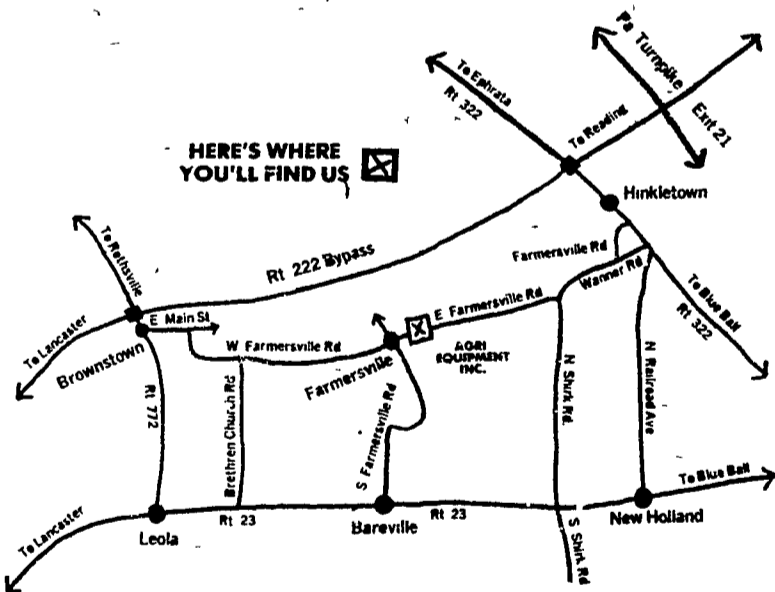 Pa Turnpike
Exit 21
To Ephrata
Rt 322
To Reading
HERE'S WHERE
YOU'LL FIND US
Hinkletown
To Rothsville
Rt 222 Bypass
Farmersville Rd
Wanner Rd
To Blue Ball
Rt 322
E Main St
E Farmersville Rd
To Lancaster
Brownstown
W Farmersville Rd
Farmersville
AGRI
EQUIPMENT
INC.
Rt 772
Brethren Church Rd
S Farmersville Rd
N Shirk Rd.
N Railroad Ave
To Blue Ball
To Lancaster
Leola
Rt 23
Bareville
Rt 23
New Holland
S Shirk Rd